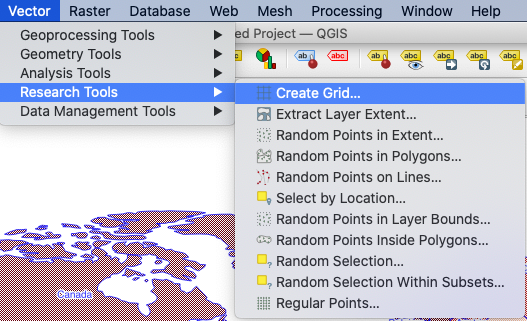 Vector Raster Database Web Mesh Processing Window Help
ed Project — QGIS
abc abc abc abc abc abc abc
Geoprocessing Tools
Geometry Tools
Analysis Tools
Research Tools
Data Management Tools
Create Grid...
Extract Layer Extent...
Random Points in Extent...
Random Points in Polygons...
Random Points on Lines...
Select by Location...
Random Points in Layer Bounds...
Random Points Inside Polygons...
Random Selection...
Random Selection Within Subsets...
Regular Points...
Canada